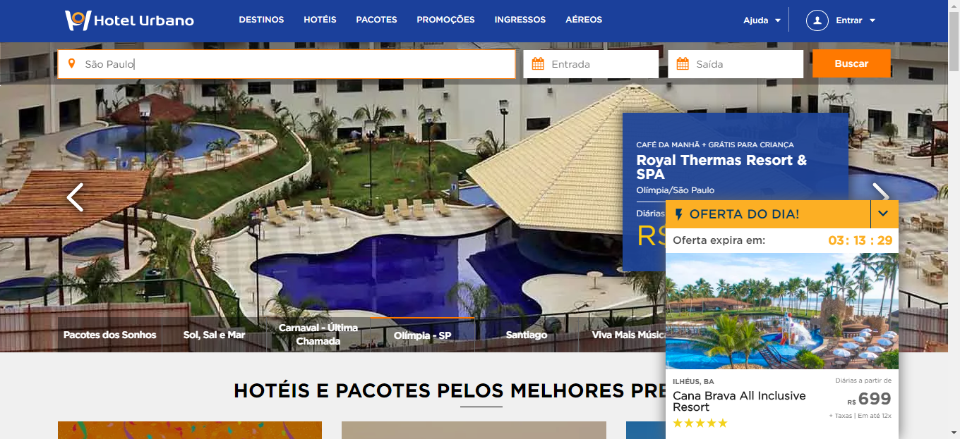 Hotel Urbano
DESTINOS HOTÉIS PACOTES PROMOÇÕES INGRESSOS AÉREOS
Ajuda Entrar
São Paulo
Entrada
Saída
Buscar
CAFÉ DA MANHÃ + GRÁTIS PARA CRIANÇA
Royal Thermas Resort &
SPA
Olímpia/São Paulo
Diárias
R$
OFERTA DO DIA!
Oferta expira em: 03: 13 : 29
ILHÉUS, BA
Cana Brava All Inclusive
Resort
Diárias a partir de
R$ 699
+ Taxas | Em até 12x
Pacotes dos Sonhos
Sol, Sal e Mar
Carnaval - Última
Chamada
Olímpia - SP
Santiago
Viva Mais Músic
HOTÉIS E PACOTES PELOS MELHORES PRE